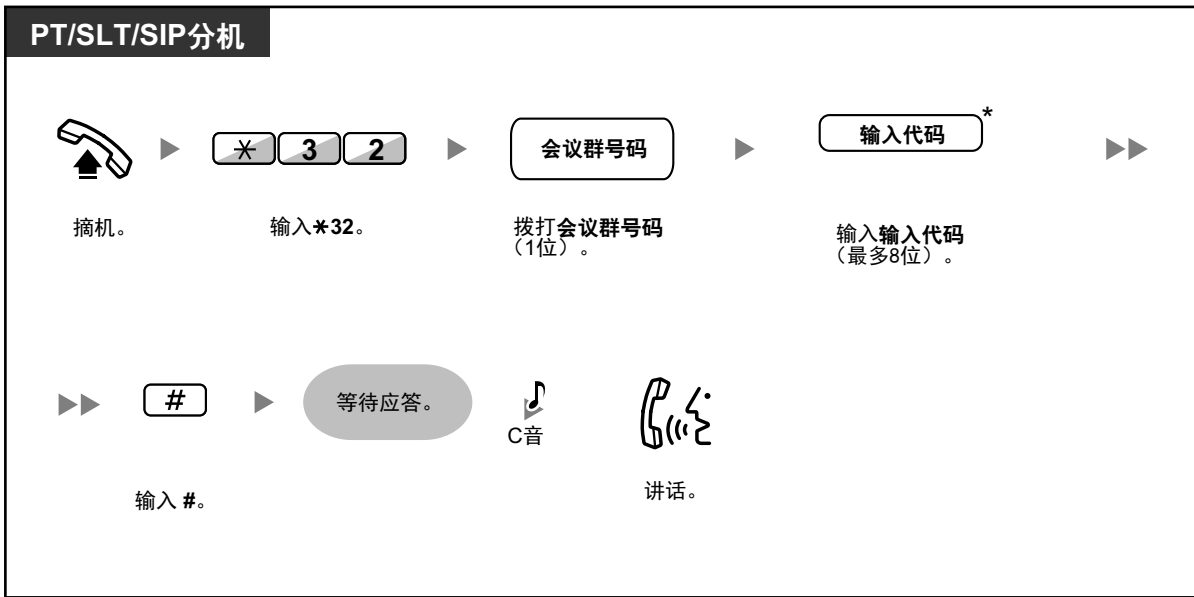 PT/SLT/SIP分机
✳ 3 2
会议群号码
输入代码*
摘机。
输入✳32。
拨打会议群号码
（1位）。
输入输入代码
（最多8位）。
#
等待应答。
C音
输入 #。
讲话。